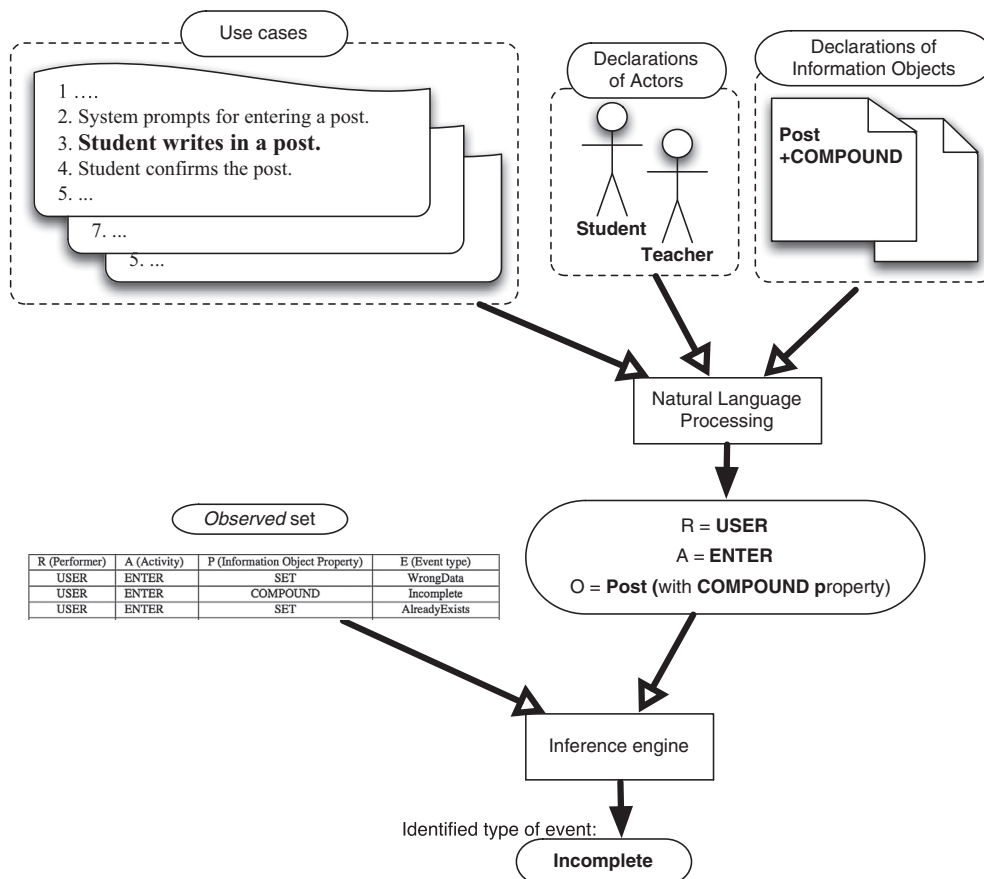 Use cases
1 ....
2. System prompts for entering a post.
3. Student writes in a post.
4. Student confirms the post.
5. ...
7. ...
5. ...
Declarations
of Actors
Student
Teacher
Declarations of
Information Objects
Post
+COMPOUND
Natural Language
Processing
R = USER
A = ENTER
O = Post (with COMPOUND property)
Observed set
R (Performer) A (Activity) P (Information Object Property) E (Event type)
USER ENTER SET WrongData
USER ENTER COMPOUND Incomplete
USER ENTER SET AlreadyExists
Inference engine
Identified type of event:
Incomplete